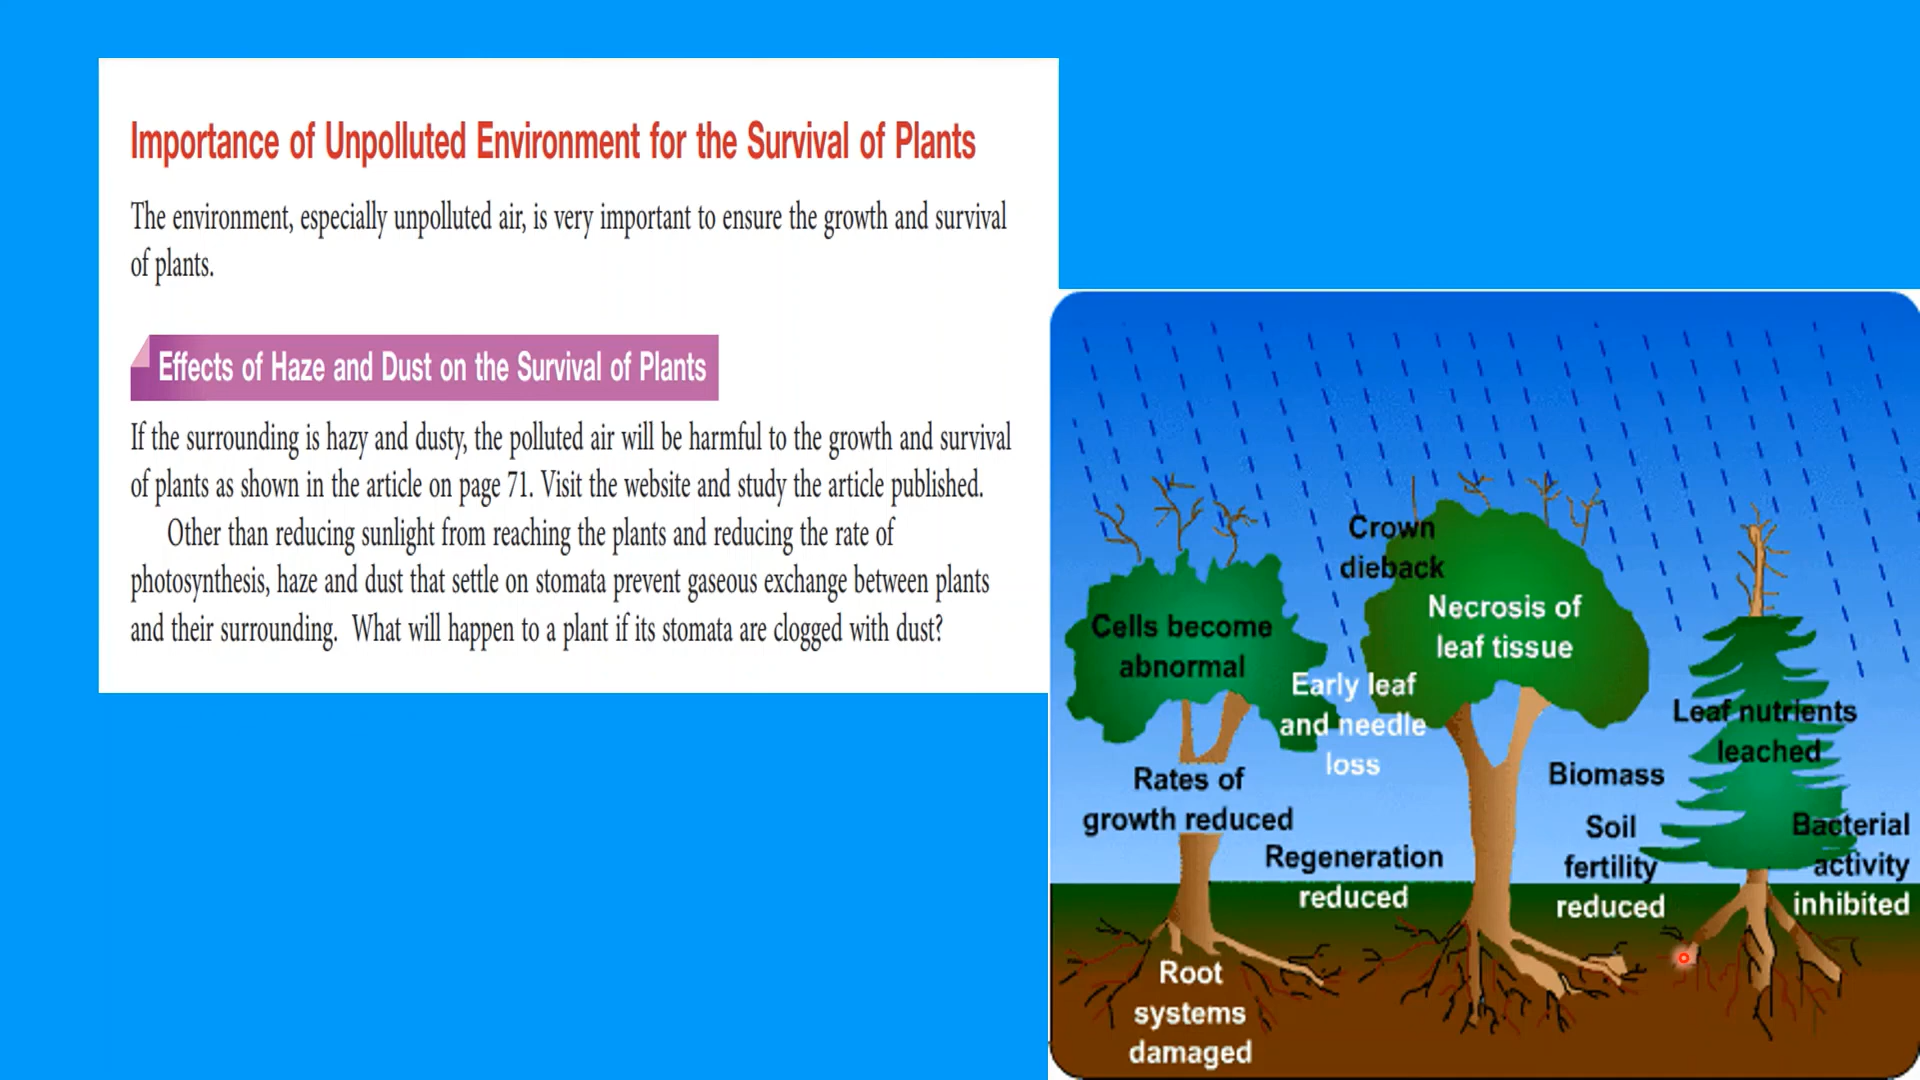 Importance of Unpolluted Environment for the Survival of Plants
The environment, especially unpolluted air, is very important to ensure the growth and survival
of plants.
Effects of Haze and Dust on the Survival of Plants
If the surrounding is hazy and dusty, the polluted air will be harmful to the growth and survival
of plants as shown in the article on page 71. Visit the website and study the article published.
Other than reducing sunlight from reaching the plants and reducing the rate of
photosynthesis, haze and dust that settle on stomata prevent gaseous exchange between plants
and their surrounding. What will happen to a plant if its stomata are clogged with dust?
Crown
dieback
Necrosis of
leaf tissue
Cells become
abnormal
Early leaf
and needle
loss
Leaf nutrients
leached
Rates of
growth reduced
Biomass
Soil
fertility
reduced
Bacterial
activity
inhibited
Regeneration
reduced
Root
systems
damaged